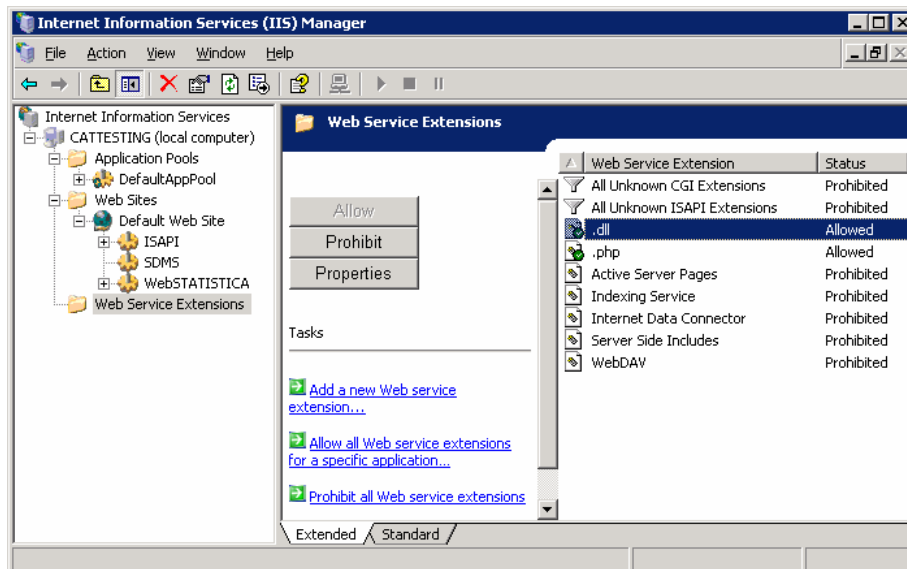 Internet Information Services (IIS) Manager
File Action View Window Help
Internet Information Services
CATTESTING (local computer)
Application Pools
DefaultAppPool
Web Sites
Default Web Site
ISAPI
SDMS
WebSTATISTICA
Web Service Extensions
Web Service Extensions
Allow
Prohibit
Properties
Tasks
Add a new Web service
extension...
Allow all Web service extensions
for a specific application...
Prohibit all Web service extensions
Web Service Extension Status
All Unknown CGI Extensions Prohibited
All Unknown ISAPI Extensions Prohibited
.dll Allowed
.php Allowed
Active Server Pages Prohibited
Indexing Service Prohibited
Internet Data Connector Prohibited
Server Side Includes Prohibited
WebDAV Prohibited
Extended Standard